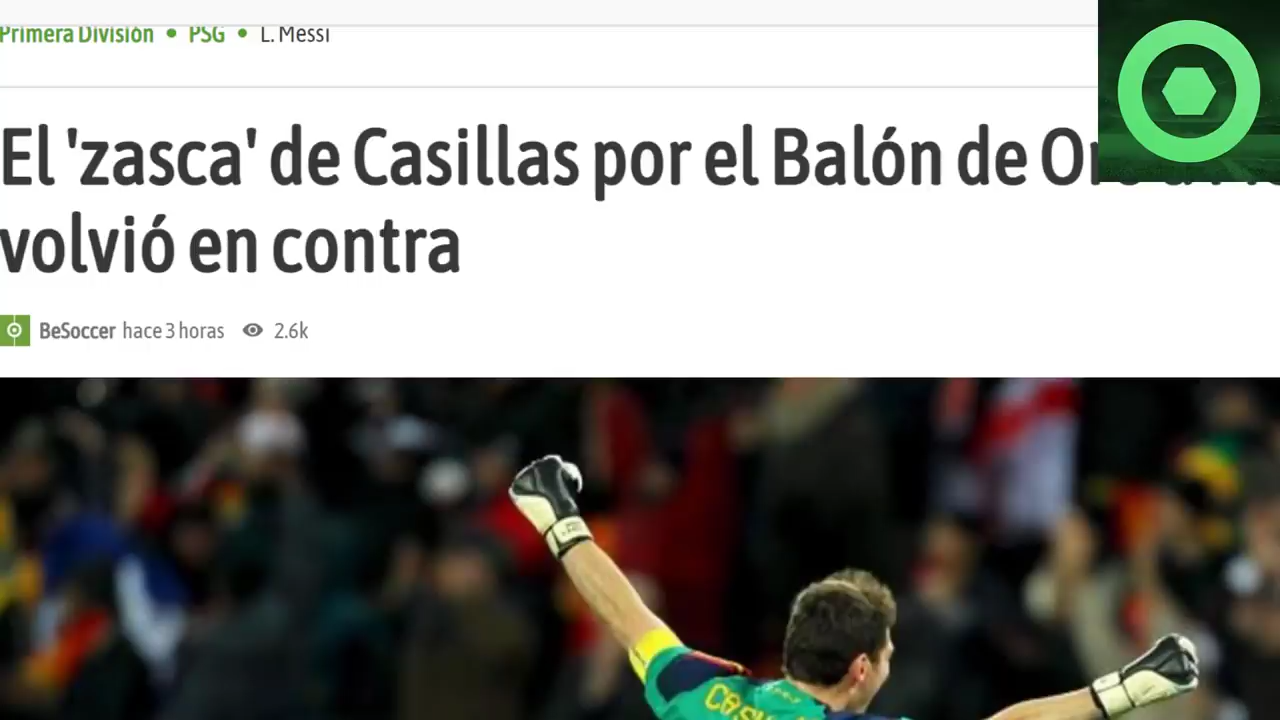 Primera División • PSG • L. Messi
El 'zasca' de Casillas por el Balón de
volvió en contra
BeSoccer hace 3 horas 2.6k